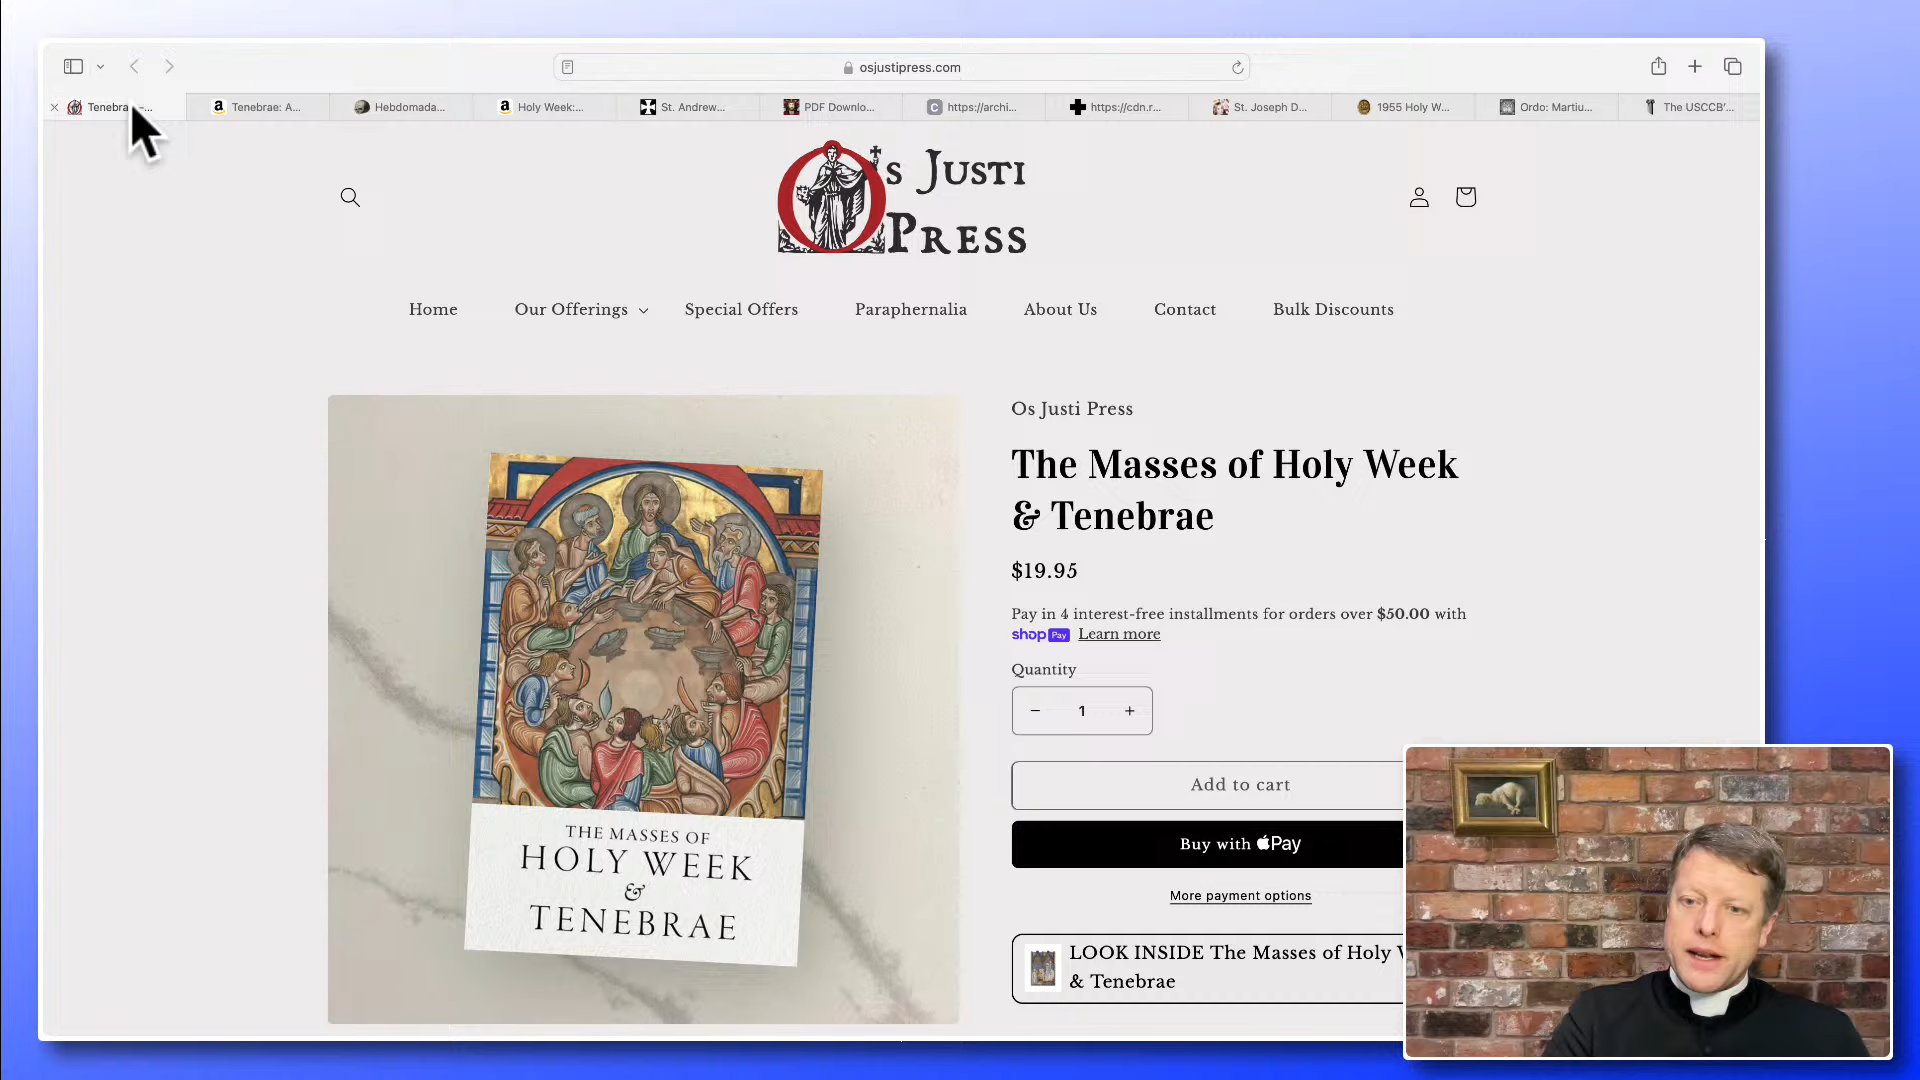 osjustipress.com
Tenebrae –...
Tenebrae: A...
Hebdomada...
Holy Week:...
St. Andrew...
PDF Downlo...
https://archi...
https://cdn.r...
St. Joseph D...
1955 Holy W...
Ordo: Martiu...
The USCCB'...
Os Justi
Press
Home
Our Offerings
Special Offers
Paraphernalia
About Us
Contact
Bulk Discounts
THE MASSES OF
HOLY WEEK
&
TENEBRAE
Os Justi Press
The Masses of Holy Week
& Tenebrae
$19.95
Pay in 4 interest-free installments for orders over $50.00 with
shop Pay Learn more
Quantity
− 1 +
Add to cart
Buy with Pay
More payment options
LOOK INSIDE The Masses of Holy
& Tenebrae